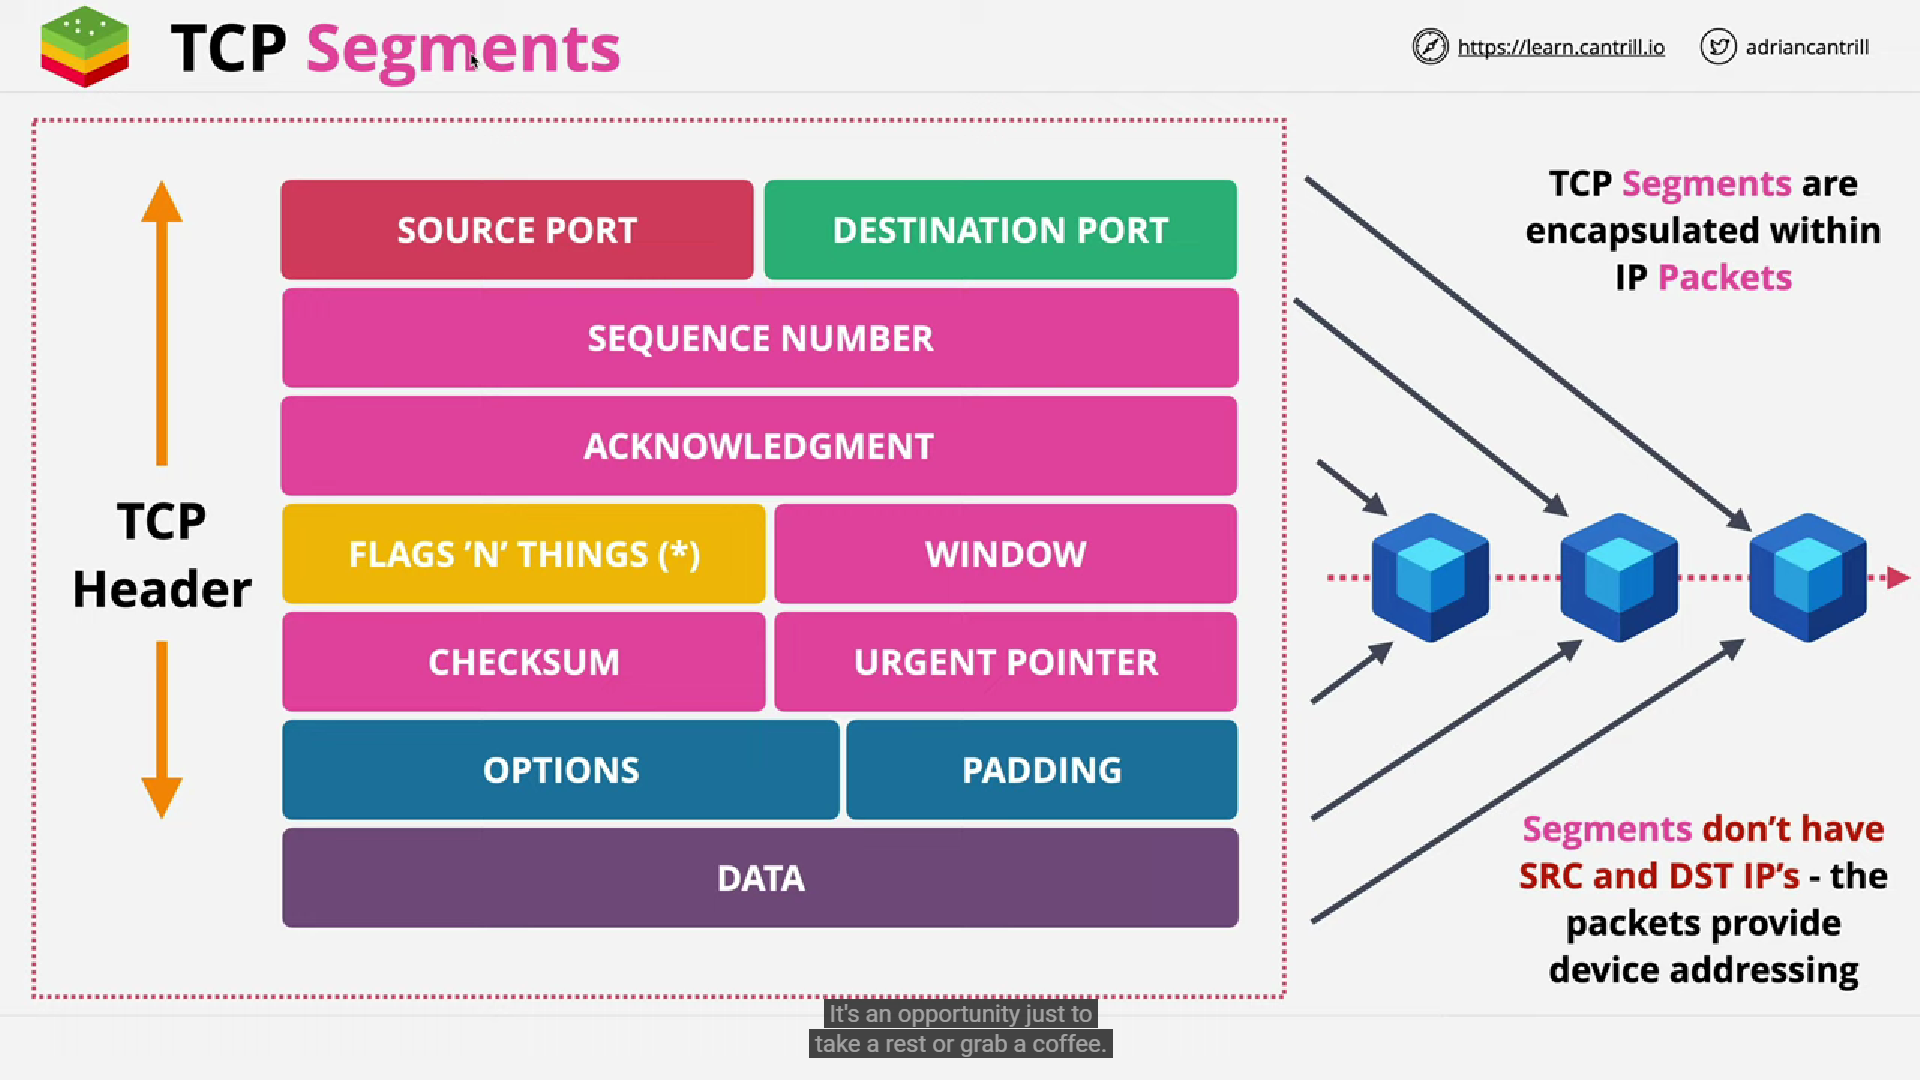 TCP Segments
https://learn.cantrill.io
adriancantrill
SOURCE PORT
DESTINATION PORT
SEQUENCE NUMBER
ACKNOWLEDGMENT
FLAGS ’N’ THINGS (*)
WINDOW
CHECKSUM
URGENT POINTER
OPTIONS
PADDING
DATA
TCP
Header
TCP Segments are
encapsulated within
IP Packets
Segments don’t have
SRC and DST IP’s - the
packets provide
device addressing
It's an opportunity just to
take a rest or grab a coffee.